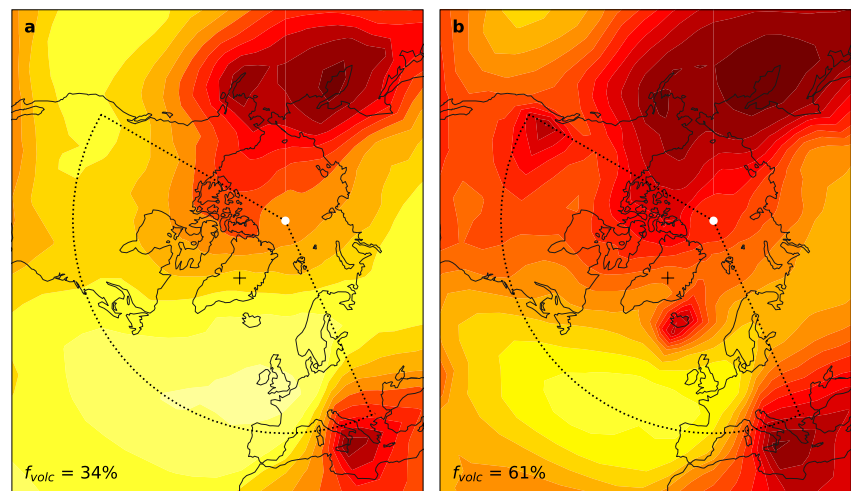 a
b
f_volc = 34%
f_volc = 61%